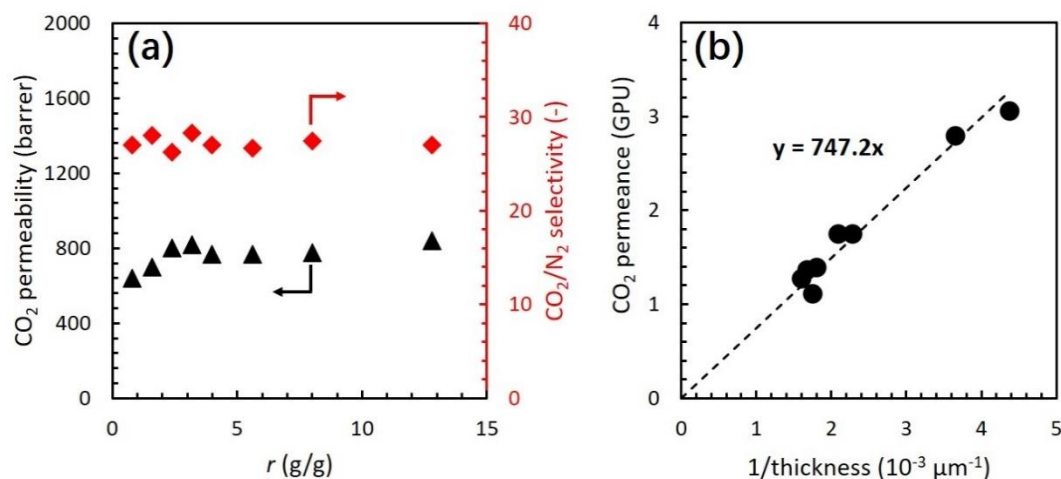 (a)
2000
1600
1200
800
400
0
CO₂ permeability (barrer)
40
30
20
10
0
CO₂/N₂ selectivity (-)
0 5 10 15
r (g/g)
(b)
4
3
2
1
0
CO₂ permeance (GPU)
y = 747.2x
0 1 2 3 4 5
1/thickness (10⁻³ μm⁻¹)